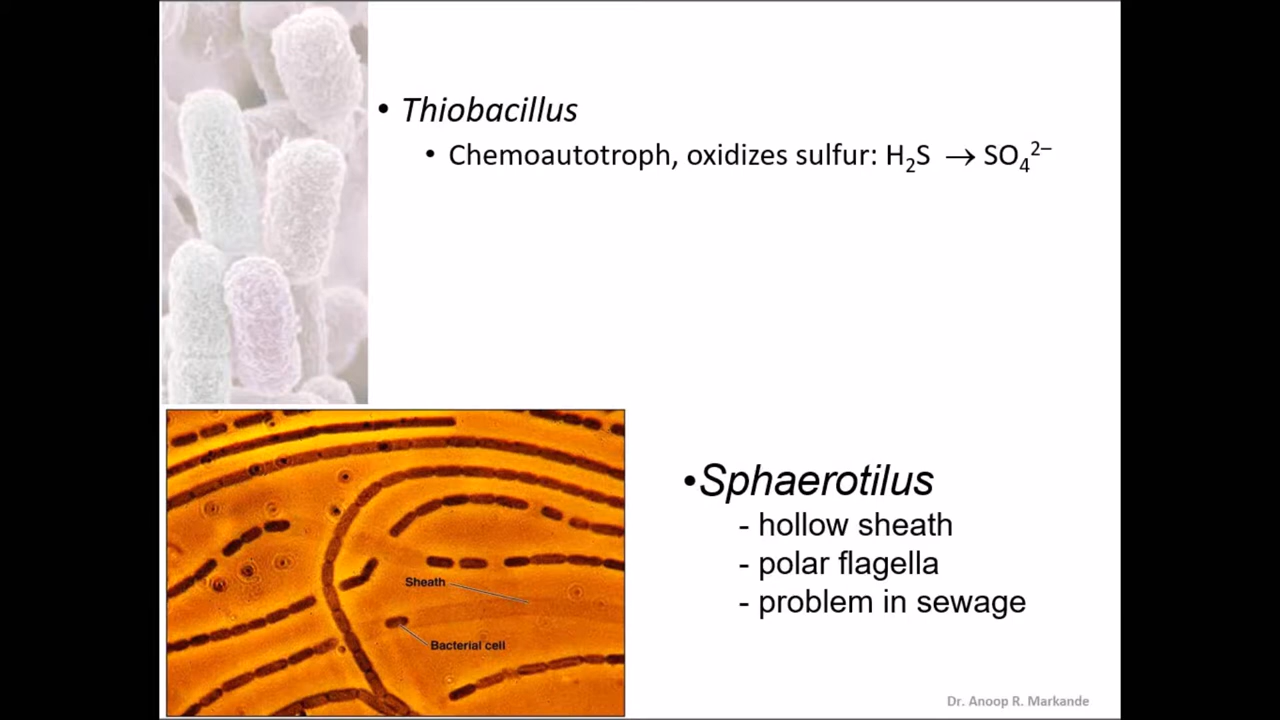 • Thiobacillus
• Chemoautotroph, oxidizes sulfur: H₂S → SO₄²⁻
Sheath
Bacterial cell
•Sphaerotilus
- hollow sheath
- polar flagella
- problem in sewage
Dr. Anoop R. Markande